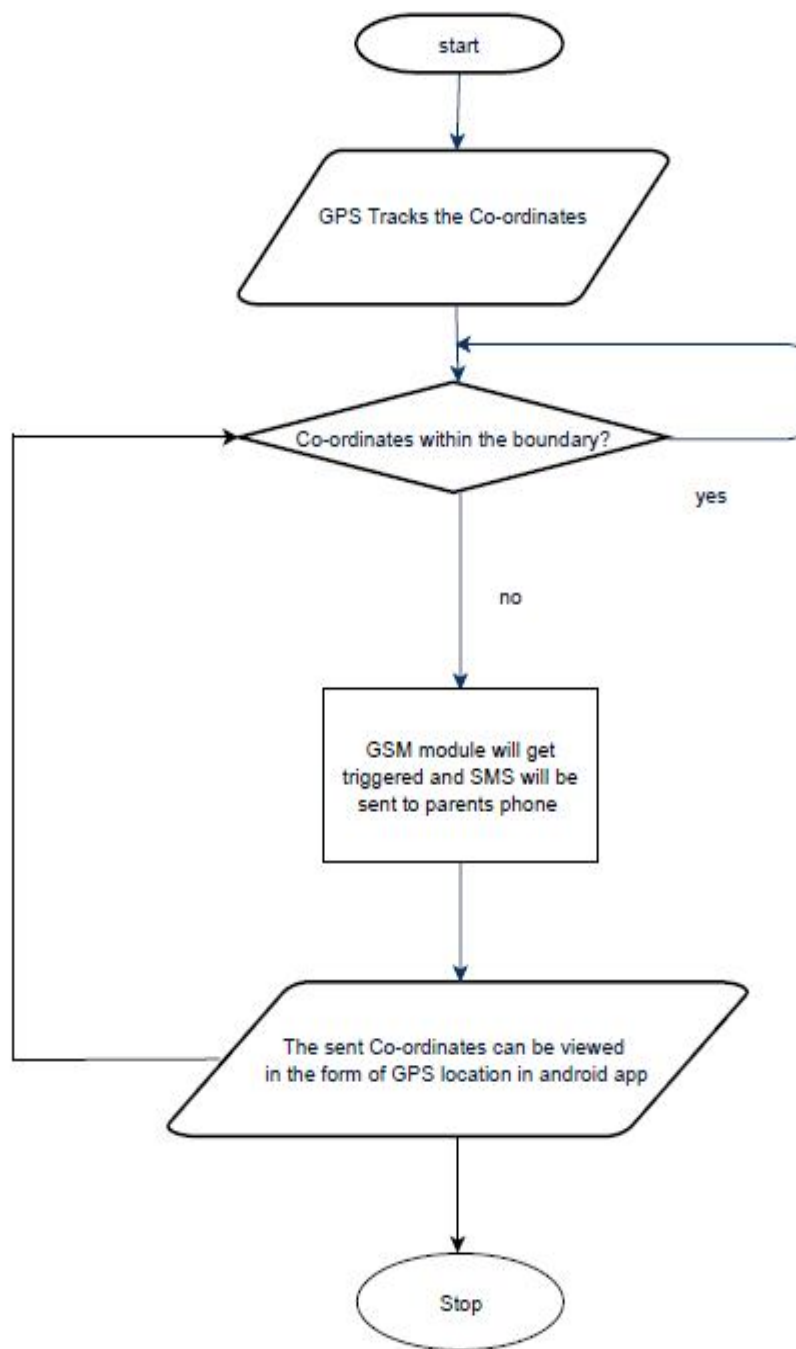 start
GPS Tracks the Co-ordinates
Co-ordinates within the boundary?
yes
no
GSM module will get
triggered and SMS will be
sent to parents phone
The sent Co-ordinates can be viewed
in the form of GPS location in android app
Stop